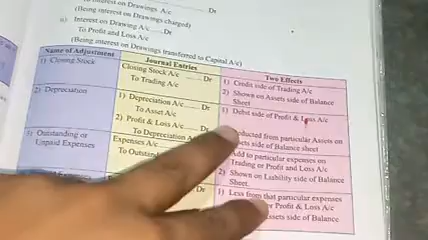 Interest on Drawings A/c Dr
(Being interest on Drawings charged)
ii) Interest on Drawing A/c ..... Dr
To Profit and Loss A/c
(Being interest on Drawings transferred to Capital A/c)
Name of Adjustment Journal Entries Two Effects
1) Closing Stock
Closing Stock A/c ...... Dr
To Trading A/c
1) Credit side of Trading A/c
2) Shown on Assets side of Balance
Sheet
2) Depreciation
1) Depreciation A/c ..... Dr
To Asset A/c
2) Profit & Loss A/c ..... Dr
To Depreciation
1) Debit side of Profit & Loss A/c
from particular Assets on
side of Balance sheet
3) Outstanding or
Unpaid Expenses
Expenses A/c
To
to particular expenses on
Trading or Profit and Loss A/c
2) Shown on Liability side of Balance
Sheet.
Dr
1) Less from that particular expenses
or Profit & Loss A/c
side of Balance